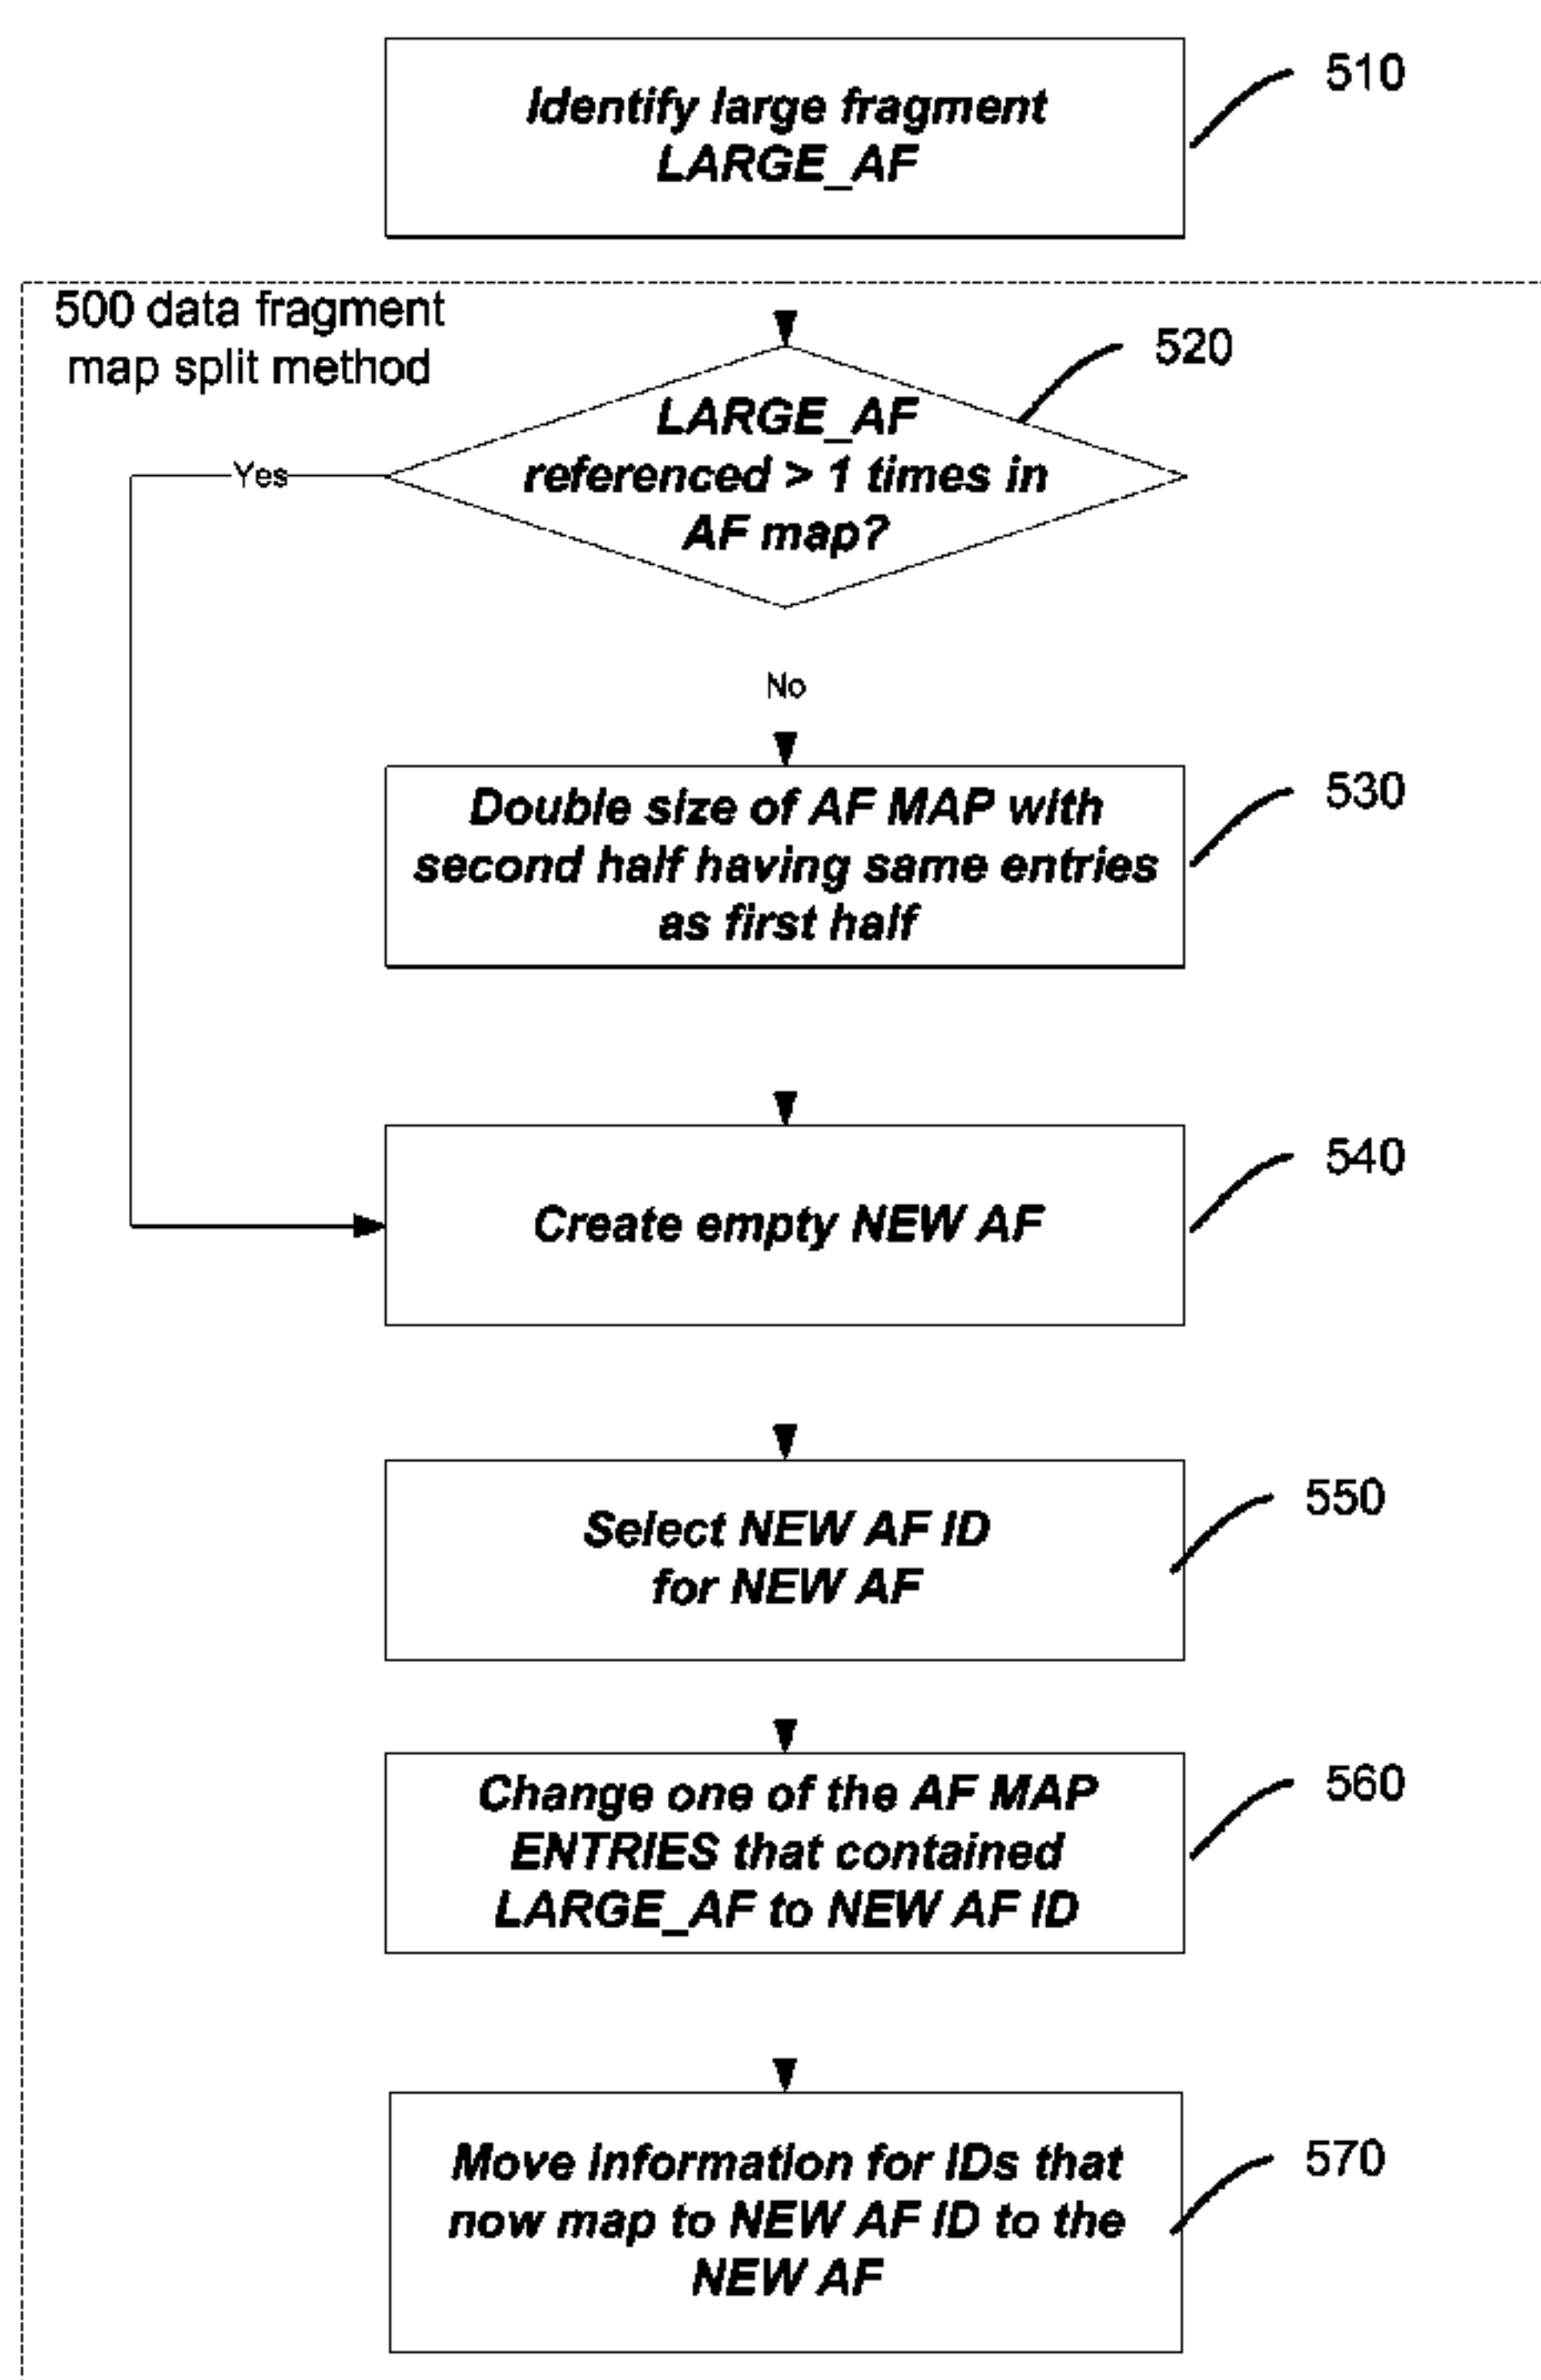 Identify large fragment
LARGE_AF
510
500 data fragment
map split method
520
LARGE_AF
referenced > 1 times in
AF map?
Yes
No
Double size of AF MAP with
second half having same entries
as first half
530
Create empty NEW AF
540
Select NEW AF ID
for NEW AF
550
Change one of the AF MAP
ENTRIES that contained
LARGE_AF to NEW AF ID
560
Move information for IDs that
now map to NEW AF ID to the
NEW AF
570